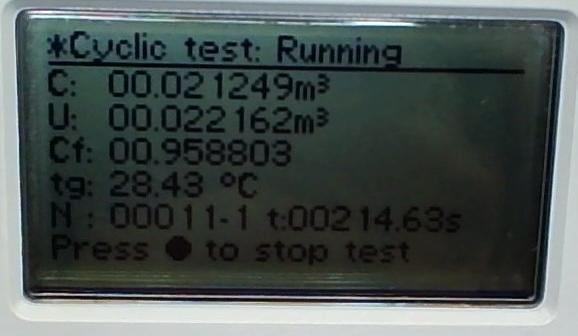 *Cyclic test: Running
C: 00.021249m³
U: 00.022162m³
Cf: 00.958803
tg: 28.43 °C
N : 00011-1 t:00214.63s
Press ● to stop test